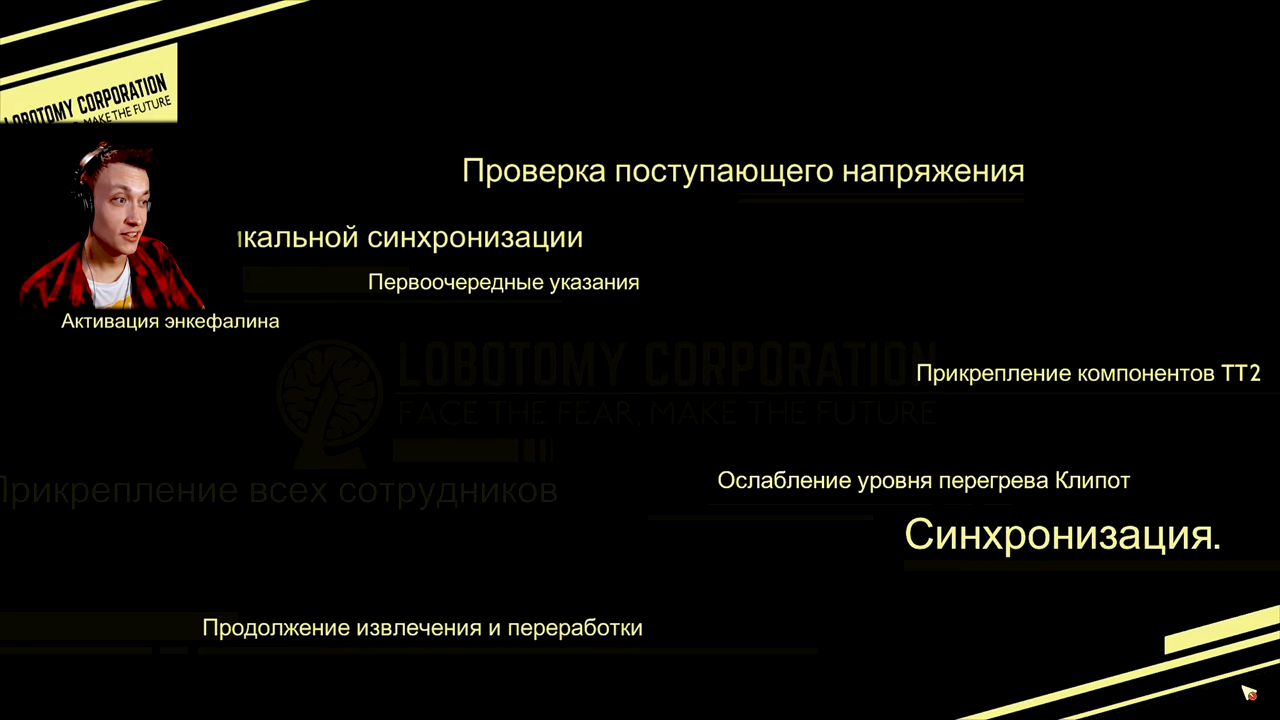 LOBOTOMY CORPORATION
MAKE THE FUTURE
Проверка поступающего напряжения
кальной синхронизации
Первоочередные указания
Активация энкефалина
LOBOTOMY CORPORATION
FACE THE FEAR, MAKE THE FUTURE
Прикрепление компонентов TT2
Ослабление уровня перегрева Клипот
Прикрепление всех сотрудников
Синхронизация.
Продолжение извлечения и переработки